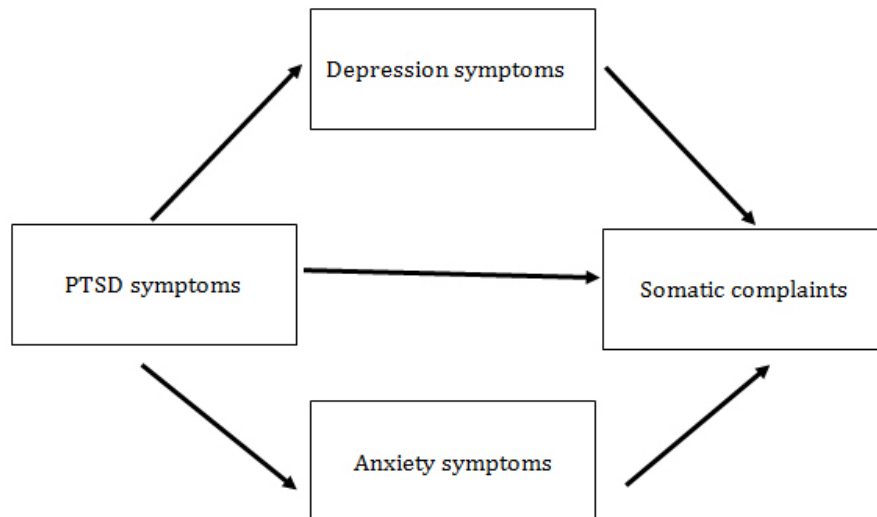 Depression symptoms
PTSD symptoms
Somatic complaints
Anxiety symptoms